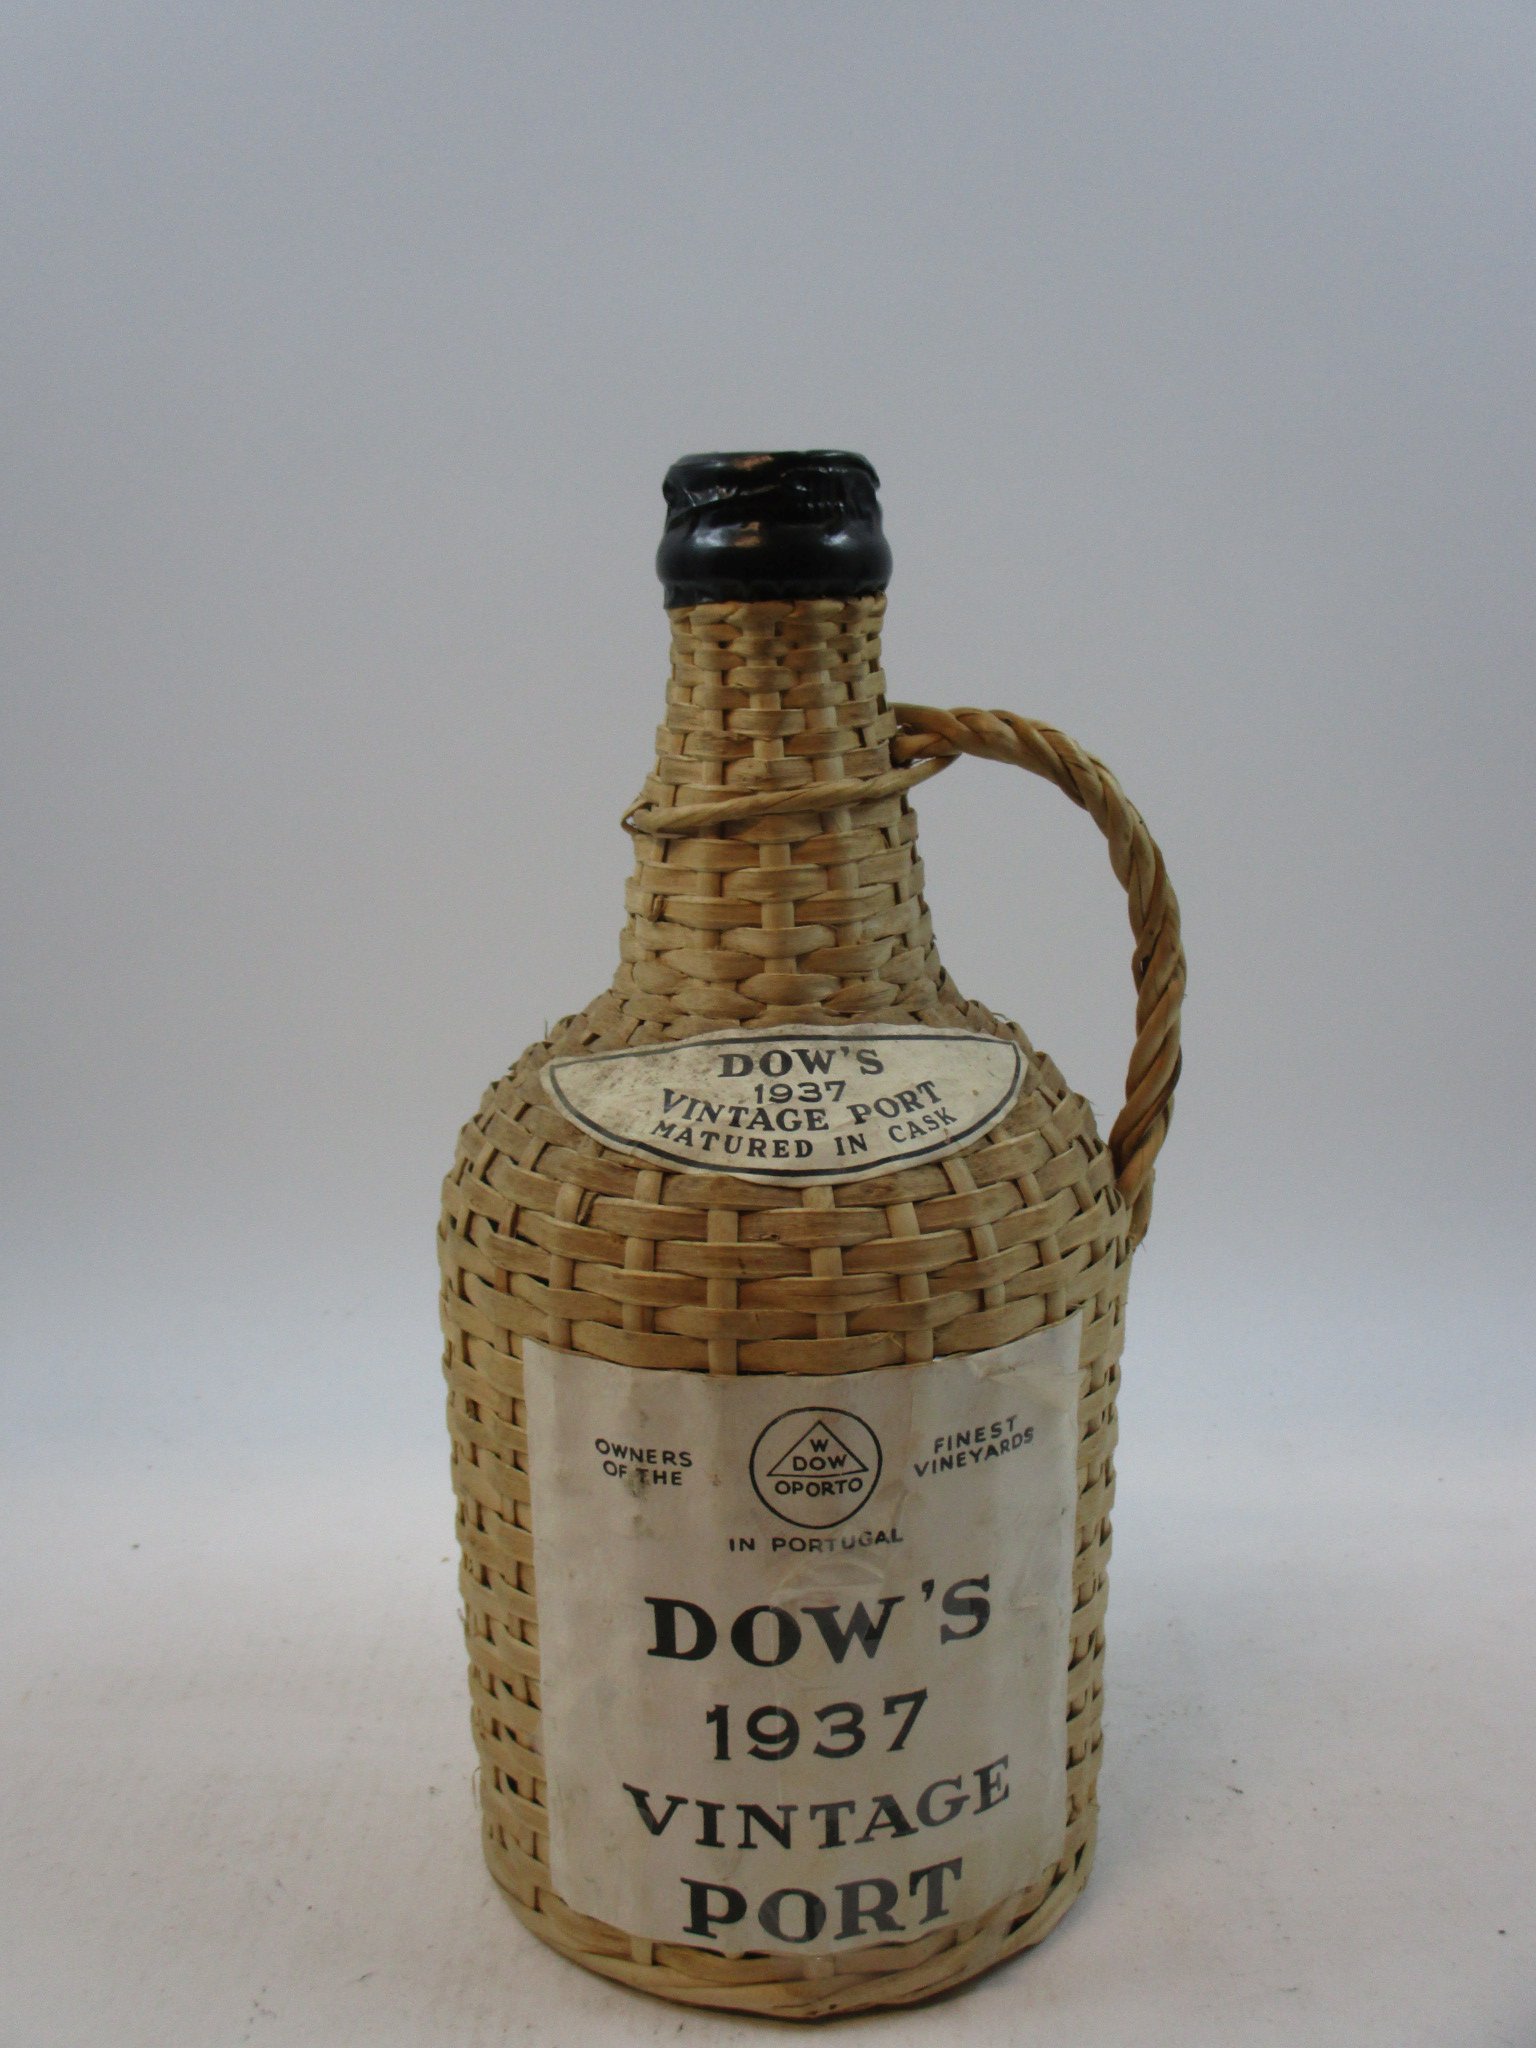 DOW'S
1937
VINTAGE PORT
MATURED IN CASK
OWNERS
OF THE
W
DOW
OPORTO
FINEST
VINEYARDS
IN PORTUGAL
DOW'S
1937
VINTAGE
PORT